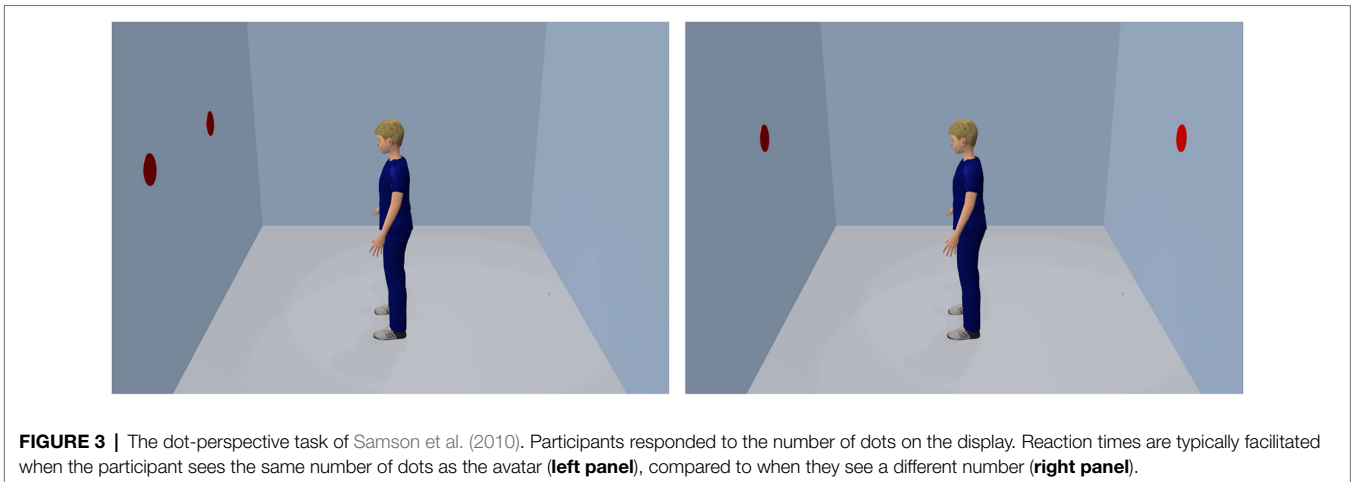 FIGURE 3 | The dot-perspective task of Samson et al. (2010). Participants responded to the number of dots on the display. Reaction times are typically facilitated
when the participant sees the same number of dots as the avatar (left panel), compared to when they see a different number (right panel).